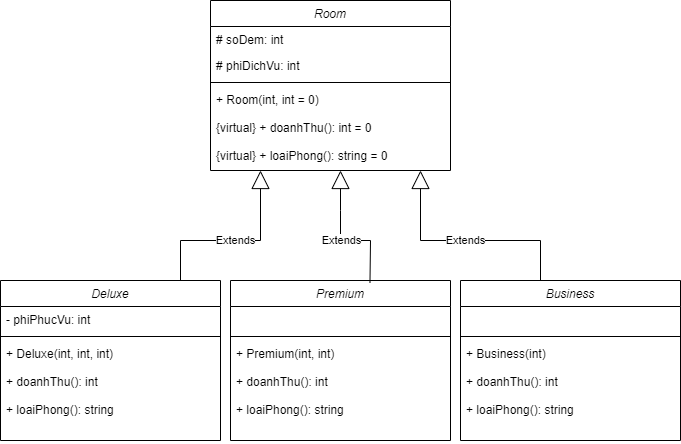 Room
# soDem: int
# phiDichVu: int
+ Room(int, int = 0)
{virtual} + doanhThu(): int = 0
{virtual} + loaiPhong(): string = 0
Extends
Extends
Extends
Deluxe
- phiPhucVu: int
+ Deluxe(int, int, int)
+ doanhThu(): int
+ loaiPhong(): string
Premium
+ Premium(int, int)
+ doanhThu(): int
+ loaiPhong(): string
Business
+ Business(int)
+ doanhThu(): int
+ loaiPhong(): string